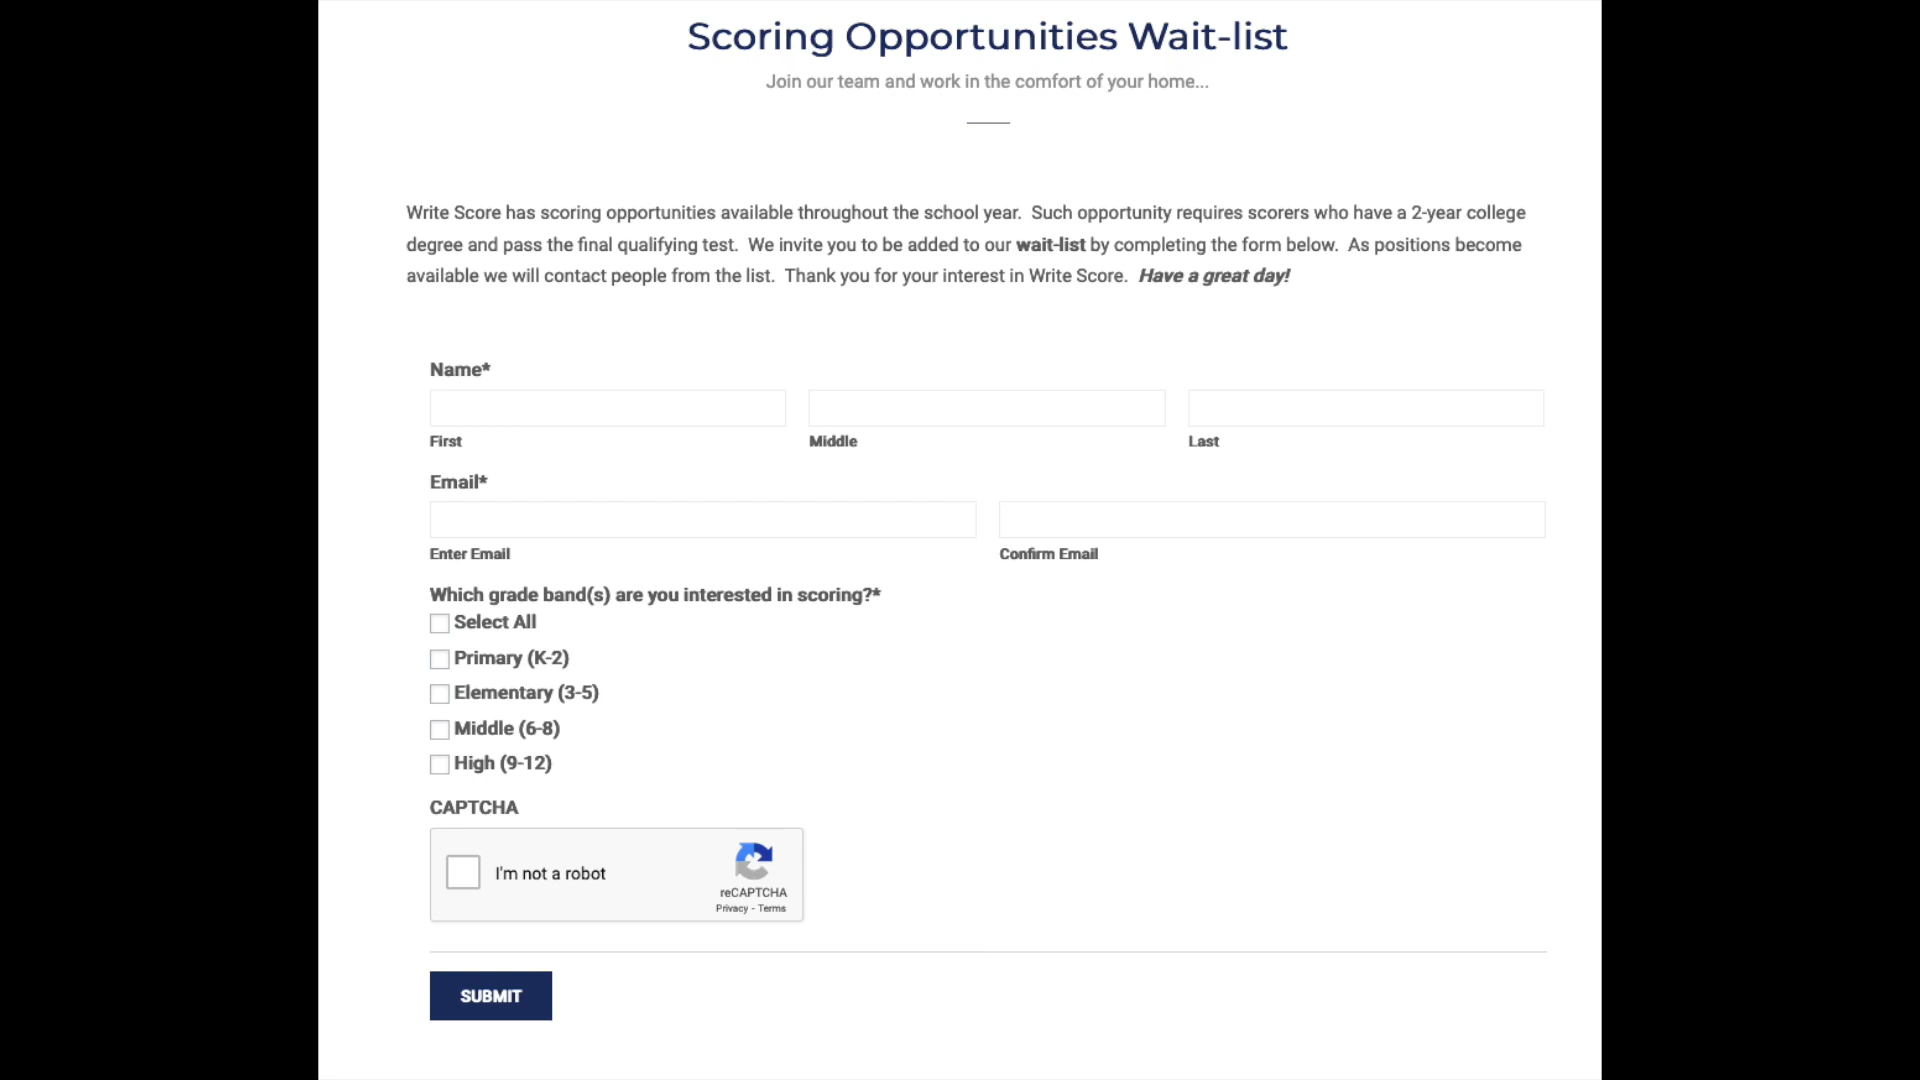 Scoring Opportunities Wait-list
Join our team and work in the comfort of your home...
Write Score has scoring opportunities available throughout the school year.  Such opportunity requires scorers who have a 2-year college
degree and pass the final qualifying test.  We invite you to be added to our wait-list by completing the form below.  As positions become
available we will contact people from the list.  Thank you for your interest in Write Score.  Have a great day!
Name*
First Middle Last
Email*
Enter Email Confirm Email
Which grade band(s) are you interested in scoring?*
Select All
Primary (K-2)
Elementary (3-5)
Middle (6-8)
High (9-12)
CAPTCHA
I'm not a robot
reCAPTCHA
Privacy - Terms
SUBMIT